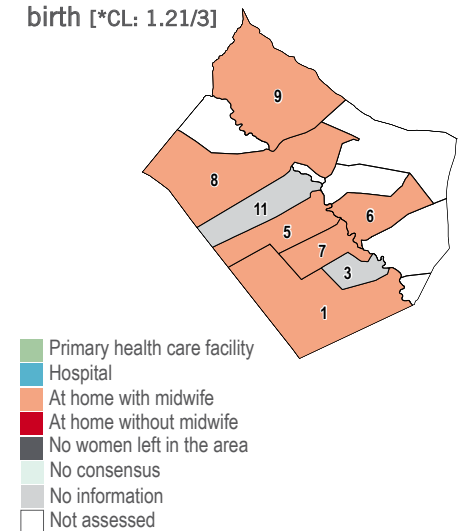 birth [*CL: 1.21/3]
9
8
11
6
5
7
3
1
Primary health care facility
Hospital
At home with midwife
At home without midwife
No women left in the area
No consensus
No information
Not assessed